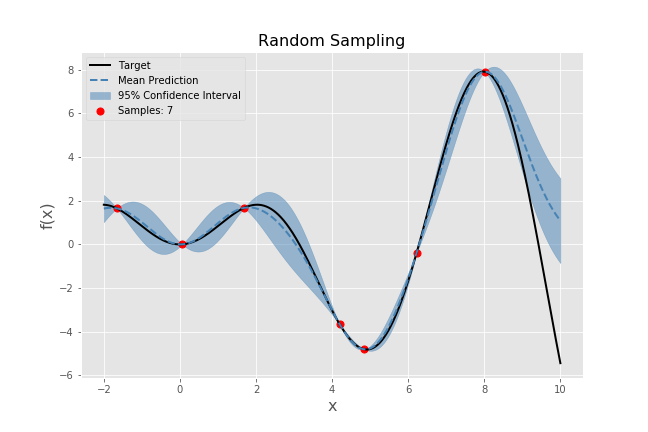 Random Sampling
Target
Mean Prediction
95% Confidence Interval
Samples: 7
f(x)
8
6
4
2
0
−2
−4
−6
−2
0
2
4
6
8
10
x